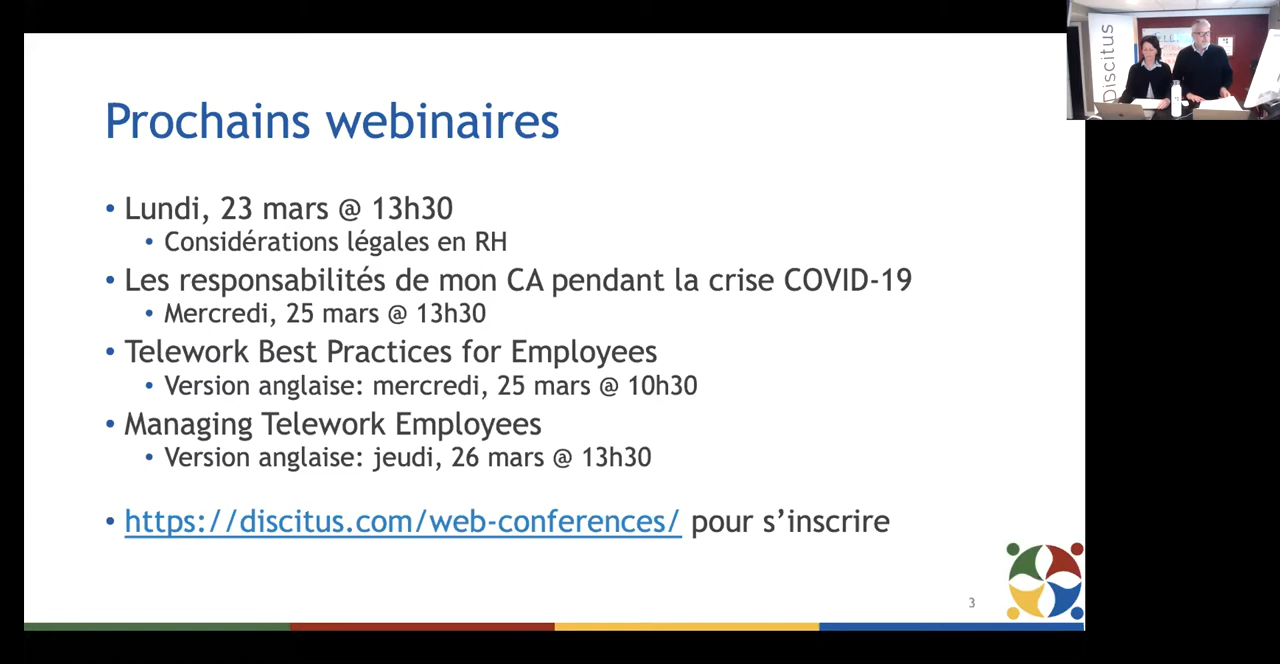 Prochains webinaires
• Lundi, 23 mars @ 13h30
• Considérations légales en RH
• Les responsabilités de mon CA pendant la crise COVID-19
• Mercredi, 25 mars @ 13h30
• Telework Best Practices for Employees
• Version anglaise: mercredi, 25 mars @ 10h30
• Managing Telework Employees
• Version anglaise: jeudi, 26 mars @ 13h30
• https://discitus.com/web-conferences/ pour s’inscrire
3
Discitus